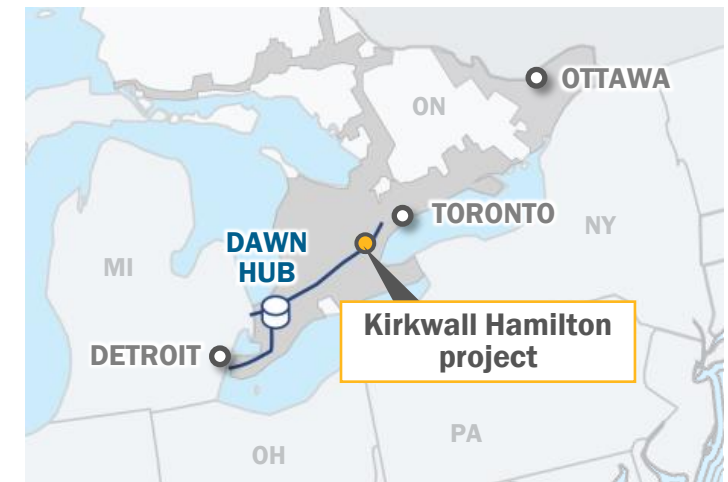 OTTAWA
ON
TORONTO
NY
DAWN
HUB
MI
Kirkwall Hamilton
project
DETROIT
PA
OH